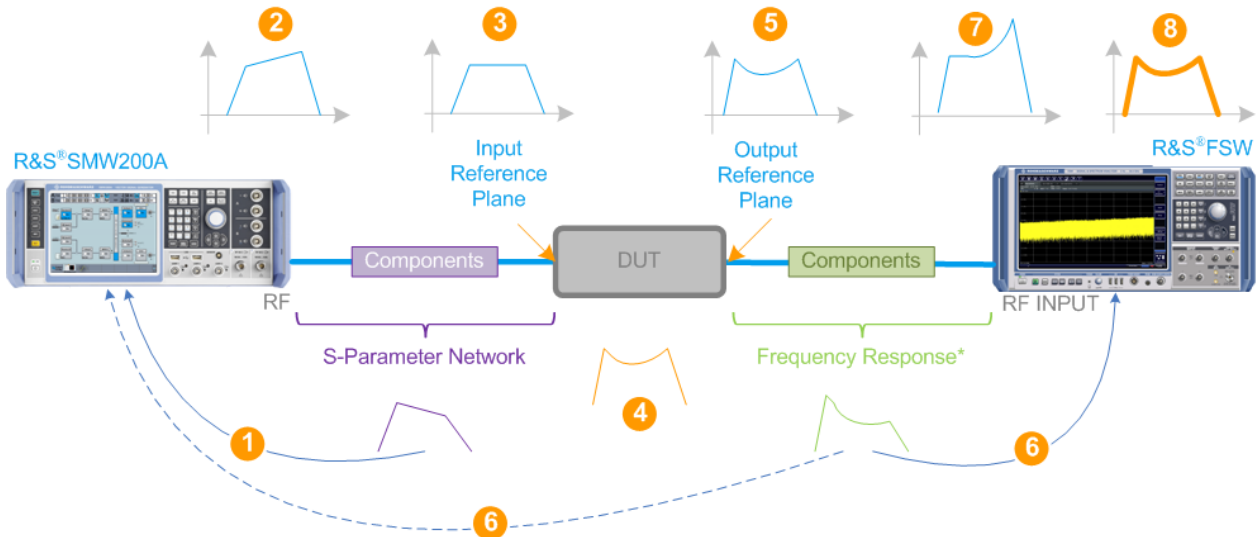 2
3
5
7
8
R&S®SMW200A
Input
Reference
Plane
Output
Reference
Plane
R&S®FSW
Components
DUT
Components
RF
RF INPUT
S-Parameter Network
Frequency Response*
4
1
6
6